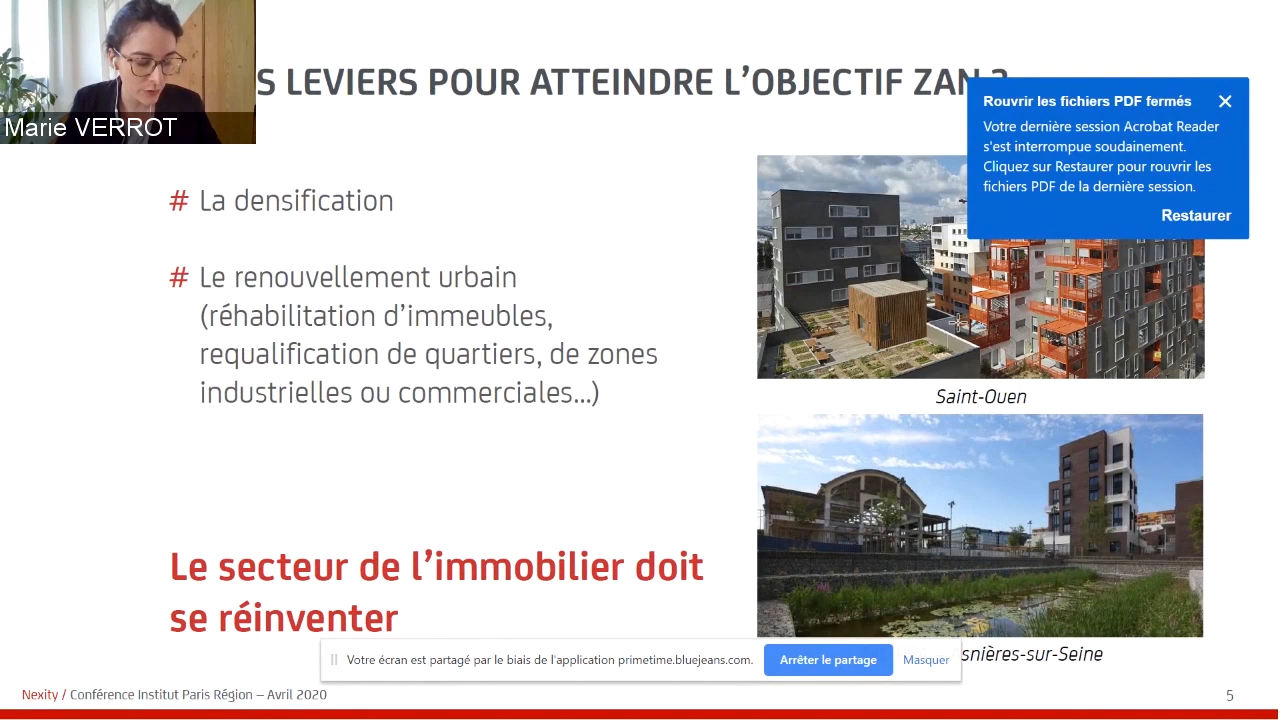 S LEVIERS POUR ATTEINDRE L'OBJECTIF ZAN ?
Marie VERROT
Rouvrir les fichiers PDF fermés
Votre dernière session Acrobat Reader
s'est interrompue soudainement.
Cliquez sur Restaurer pour rouvrir les
fichiers PDF de la dernière session.
Restaurer
# La densification
# Le renouvellement urbain
(réhabilitation d'immeubles,
requalification de quartiers, de zones
industrielles ou commerciales...)
Saint-Ouen
Le secteur de l'immobilier doit
se réinventer
Votre écran est partagé par le biais de l'application primetime.bluejeans.com.
Arrêter le partage
Masquer
snières-sur-Seine
Nexity / Conférence Institut Paris Région – Avril 2020
5